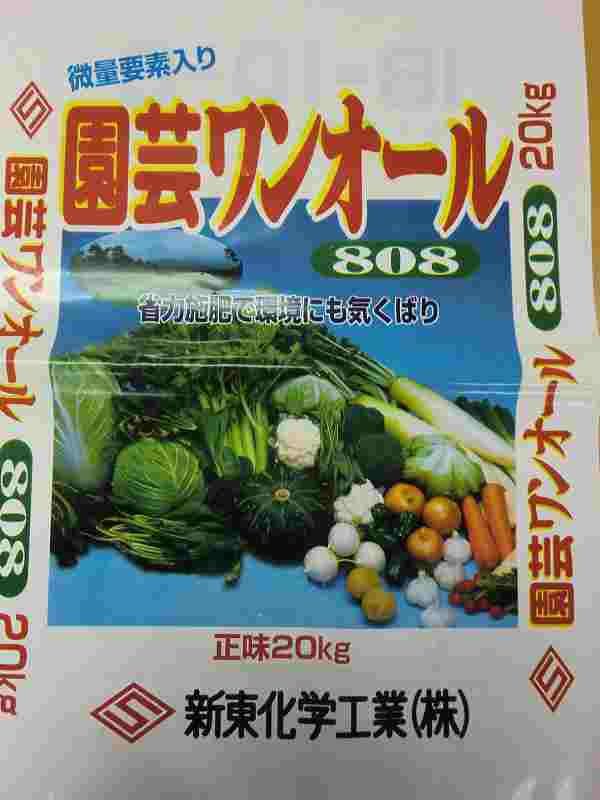 微量要素入り
園芸ワンオール
808
省力施肥で環境にも気くばり
正味20kg
新東化学工業(株)
園芸ワンオール 808 20kg
園芸ワンオール 808 20kg